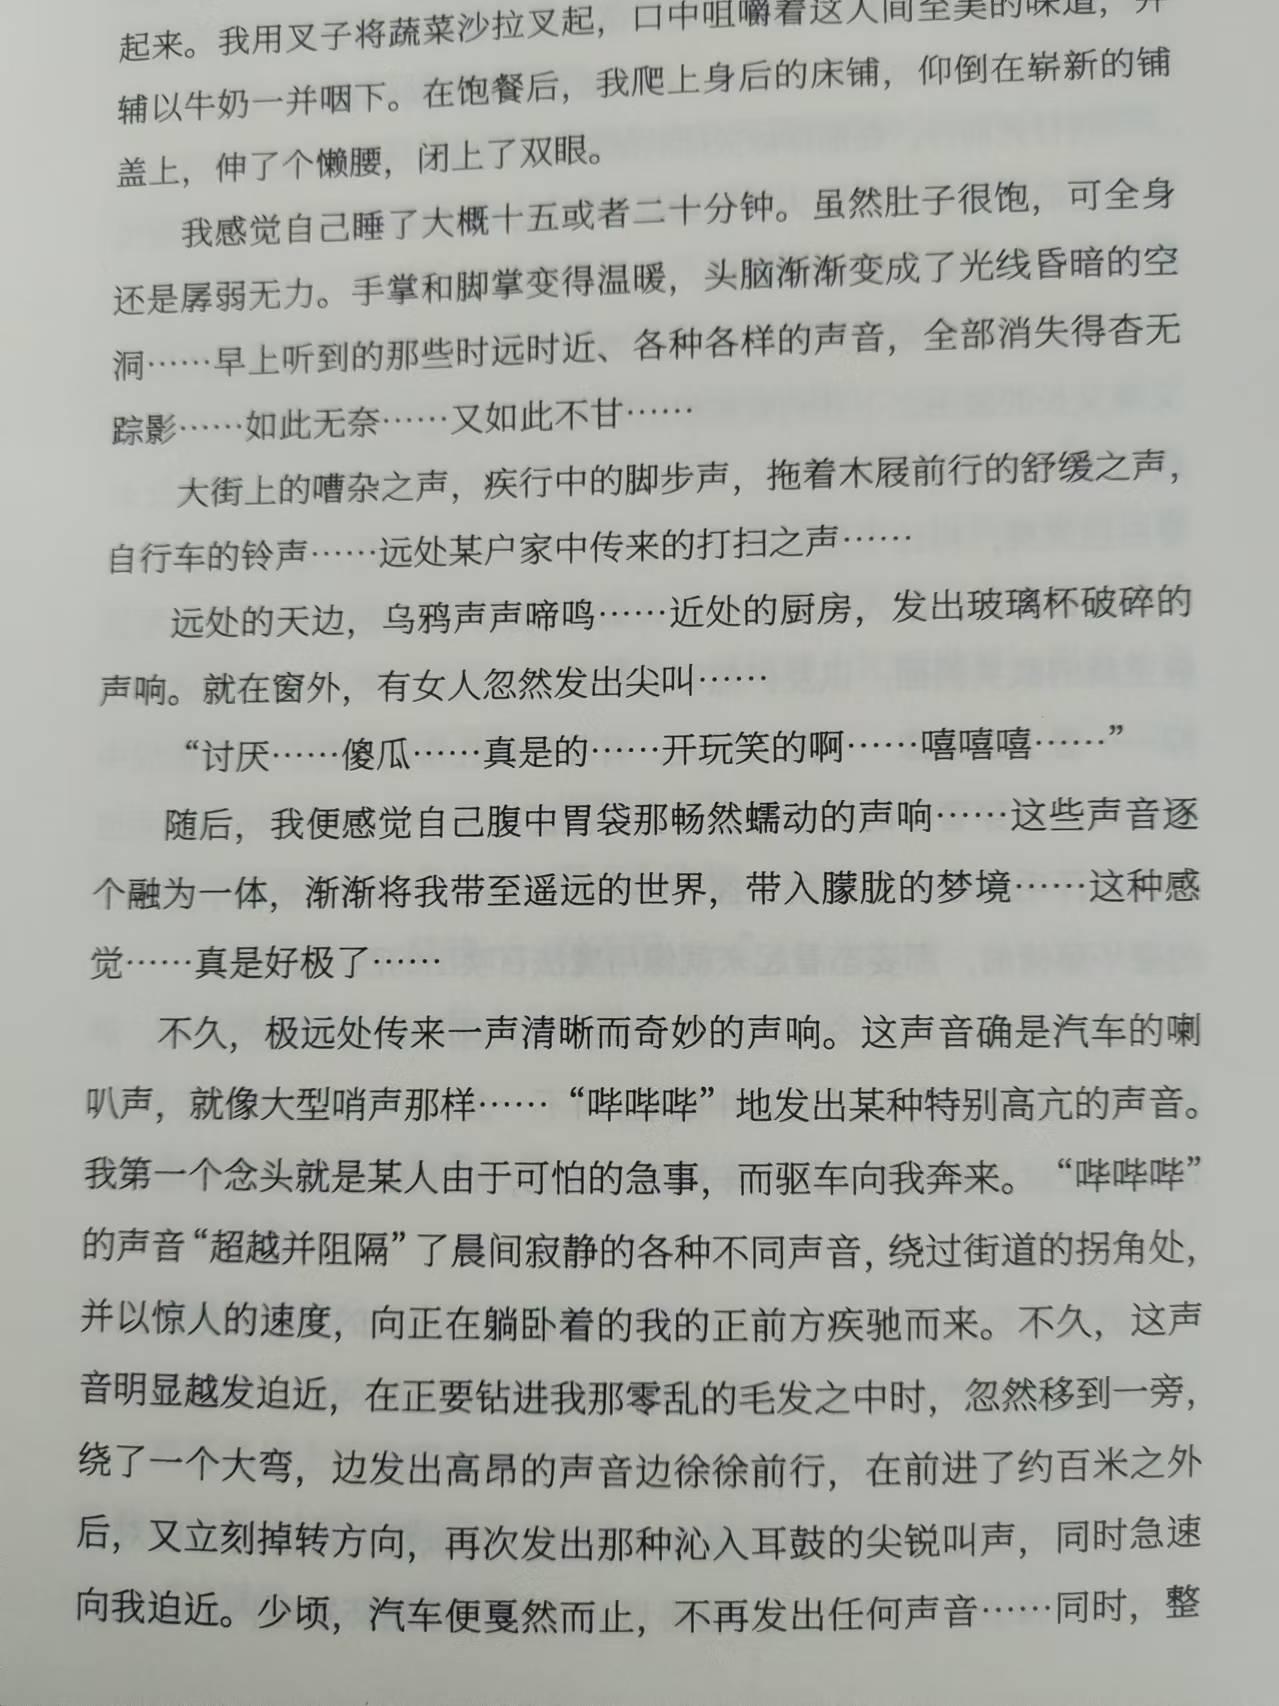 起来。我用叉子将蔬菜沙拉叉起，口中咀嚼着这人间至美的味道，并
辅以牛奶一并咽下。在饱餐后，我爬上身后的床铺，仰倒在崭新的铺
盖上，伸了个懒腰，闭上了双眼。
我感觉自己睡了大概十五或者二十分钟。虽然肚子很饱，可全身
还是孱弱无力。手掌和脚掌变得温暖，头脑渐渐变成了光线昏暗的空
洞……早上听到的那些时远时近、各种各样的声音，全部消失得杳无
踪影……如此无奈……又如此不甘……
大街上的嘈杂之声，疾行中的脚步声，拖着木屐前行的舒缓之声，
自行车的铃声……远处某户家中传来的打扫之声……
远处的天边，乌鸦声声啼鸣……近处的厨房，发出玻璃杯破碎的
声响。就在窗外，有女人忽然发出尖叫……
“讨厌……傻瓜……真是的……开玩笑的啊……嘻嘻嘻……”
随后，我便感觉自己腹中胃袋那畅然蠕动的声响……这些声音逐
个融为一体，渐渐将我带至遥远的世界，带入朦胧的梦境……这种感
觉……真是好极了……
不久，极远处传来一声清晰而奇妙的声响。这声音确是汽车的喇
叭声，就像大型哨声那样……“哔哔哔”地发出某种特别高亢的声音。
我第一个念头就是某人由于可怕的急事，而驱车向我奔来。“哔哔哔”
的声音“超越并阻隔”了晨间寂静的各种不同声音，绕过街道的拐角处，
并以惊人的速度，向正在躺卧着的我的正前方疾驰而来。不久，这声
音明显越发迫近，在正要钻进我那零乱的毛发之中时，忽然移到一旁，
绕了一个大弯，边发出高昂的声音边徐徐前行，在前进了约百米之外
后，又立刻掉转方向，再次发出那种沁入耳鼓的尖锐叫声，同时急速
向我迫近。少顷，汽车便戛然而止，不再发出任何声音……同时，整